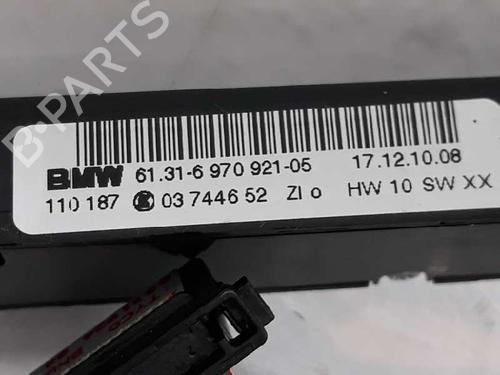 B-PARTS
BMW 61.31-6 970 921-05 17.12.10.08
110 187 03 7446 52 ZI o HW 10 SW XX
TYCO